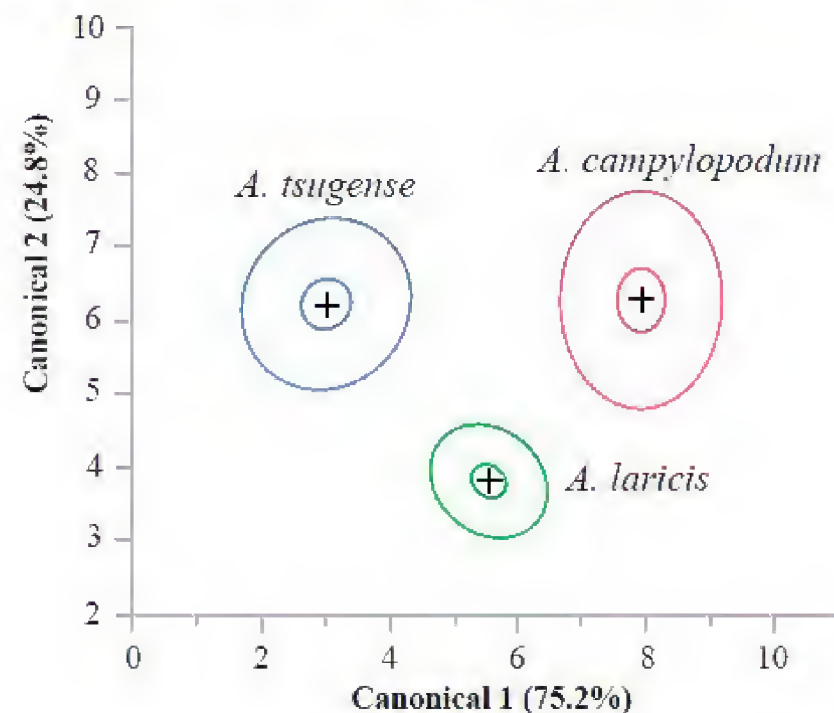 10
9
8
7
6
5
4
3
2
Canonical 2 (24.8%)
A. tsugense
A. campylopodum
A. laricis
0 2 4 6 8 10
Canonical 1 (75.2%)